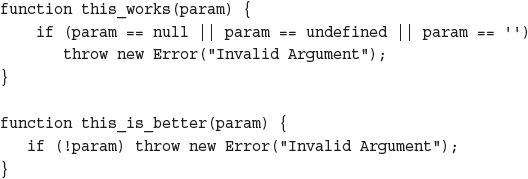 function this_works(param) {
    if (param == null || param == undefined || param == '')
       throw new Error("Invalid Argument");
}

function this_is_better(param) {
   if (!param) throw new Error("Invalid Argument");
}